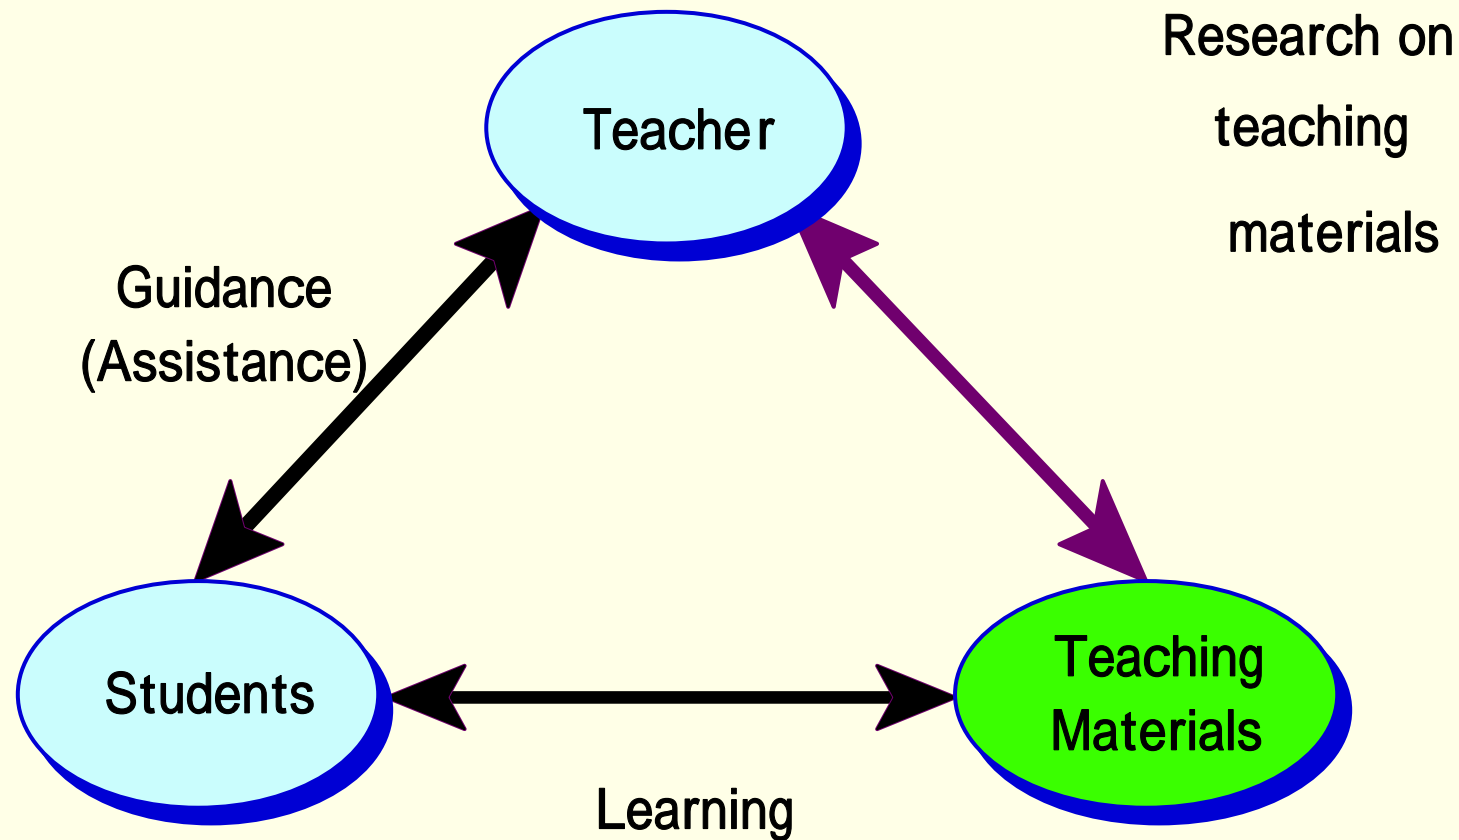 Research on
teaching
materials
Teacher
Guidance
(Assistance)
Students
Teaching
Materials
Learning